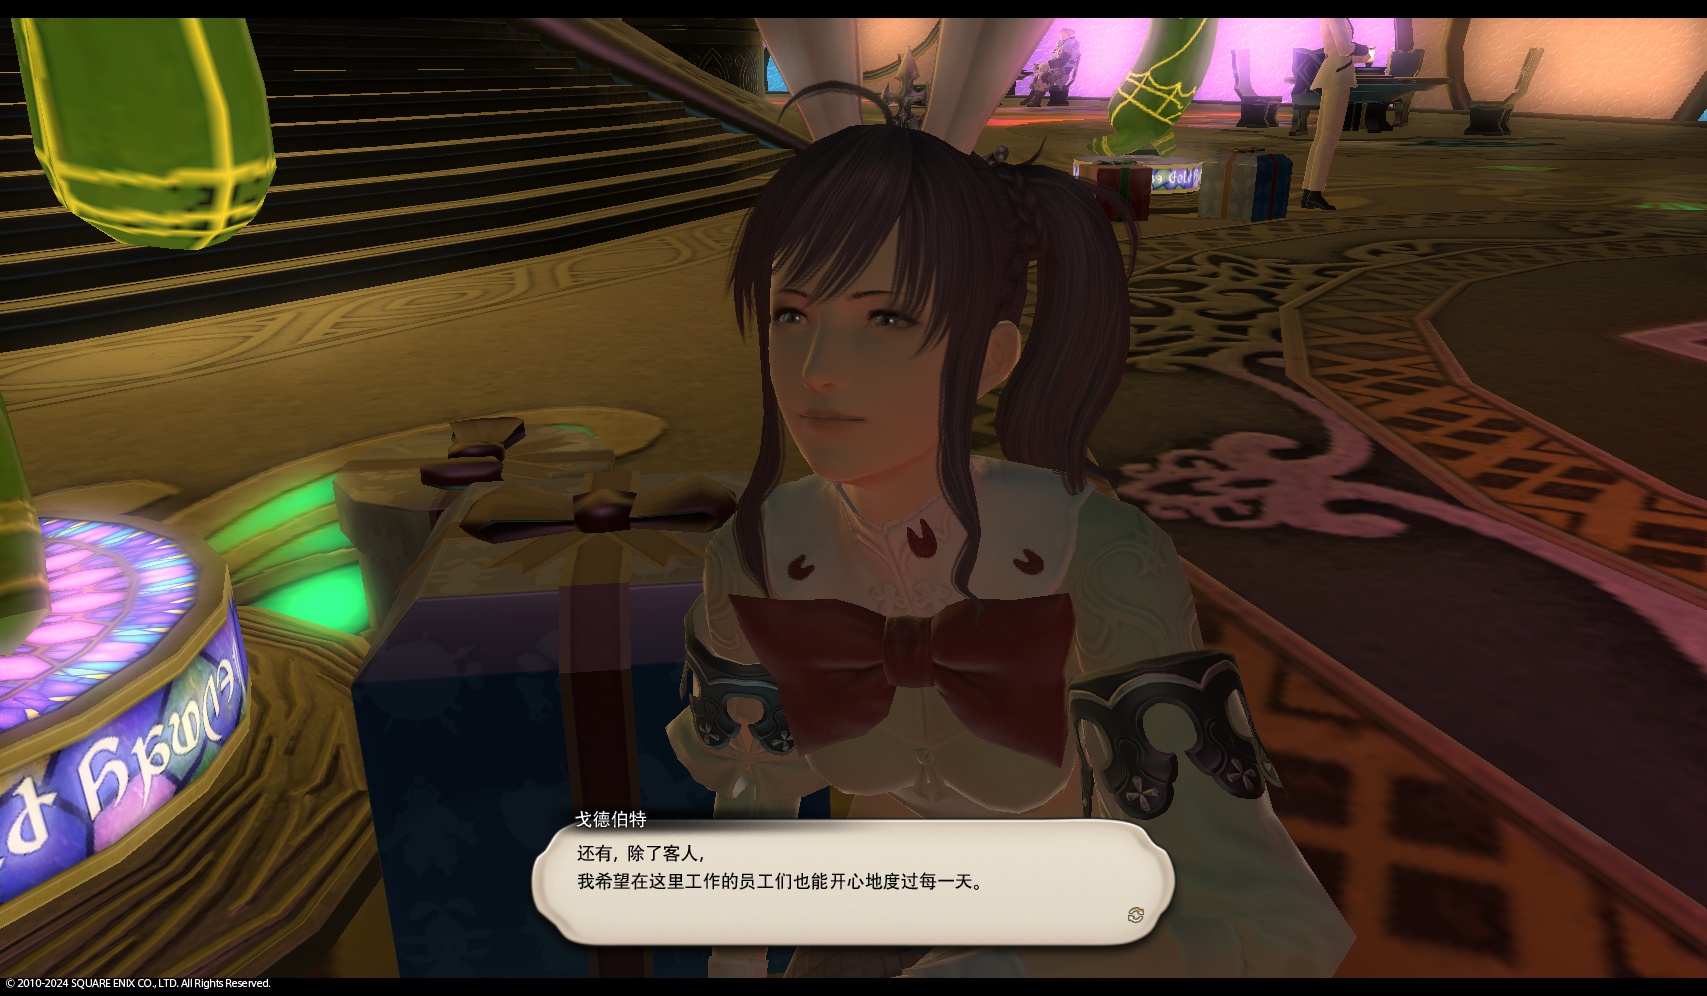 戈德伯特
还有，除了客人，
我希望在这里工作的员工们也能开心地度过每一天。
© 2010-2024 SQUARE ENIX CO., LTD. All Rights Reserved.